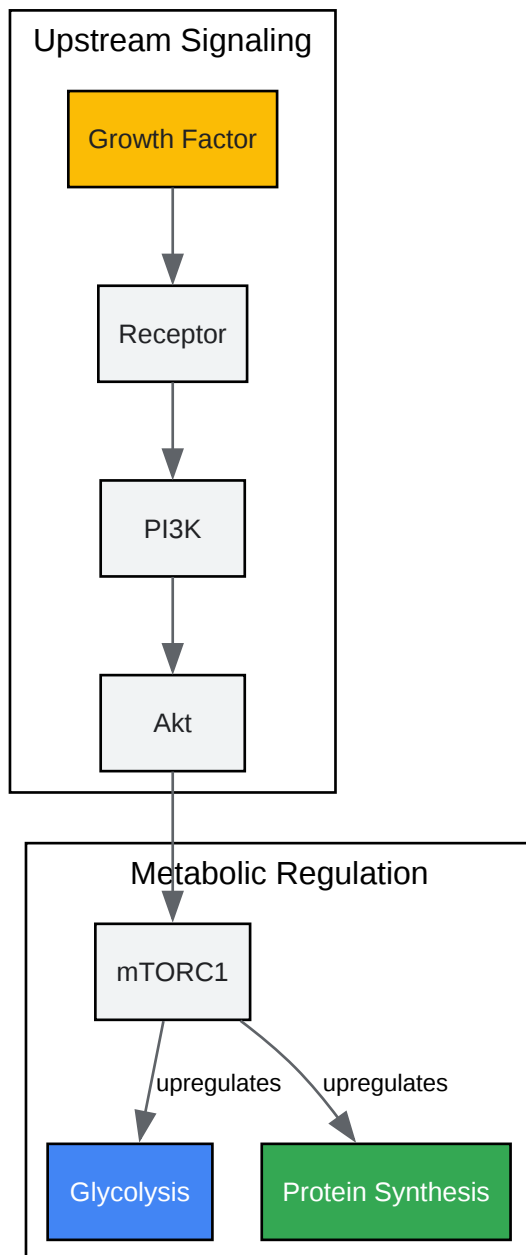 Upstream Signaling
Growth Factor
Receptor
PI3K
Akt
Metabolic Regulation
mTORC1
upregulates
upregulates
Glycolysis
Protein Synthesis